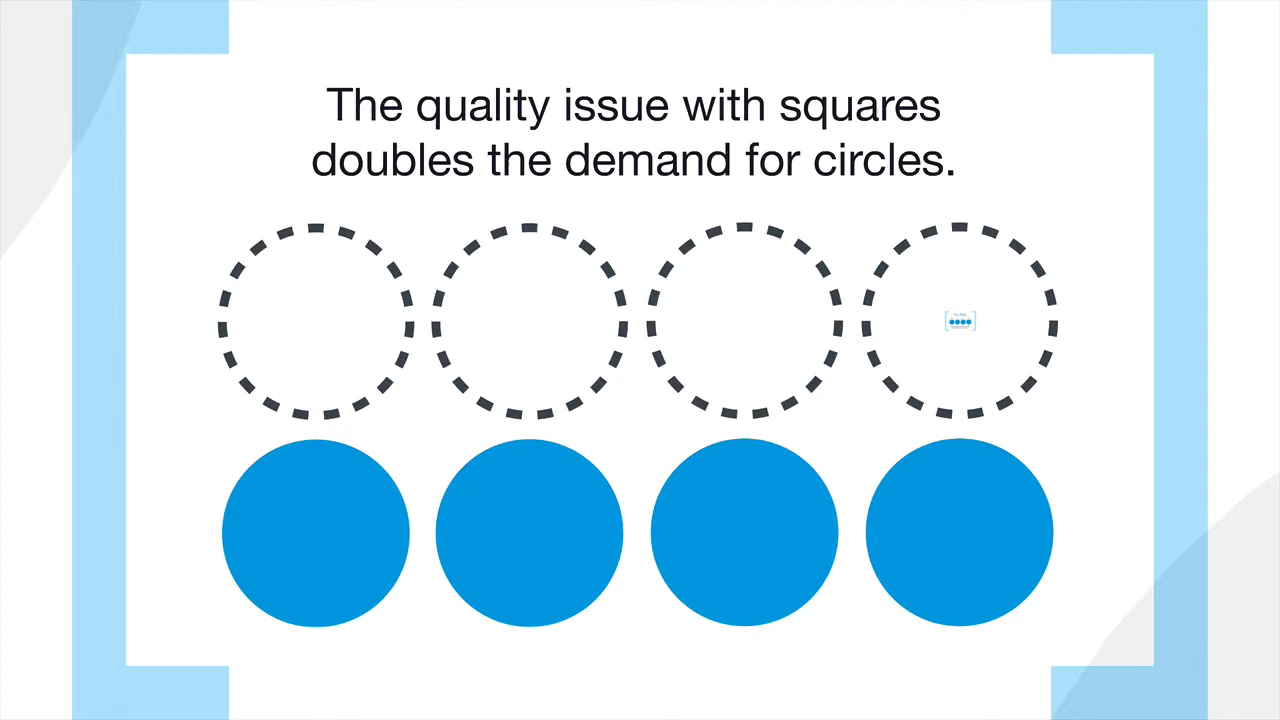 The quality issue with squares
doubles the demand for circles.